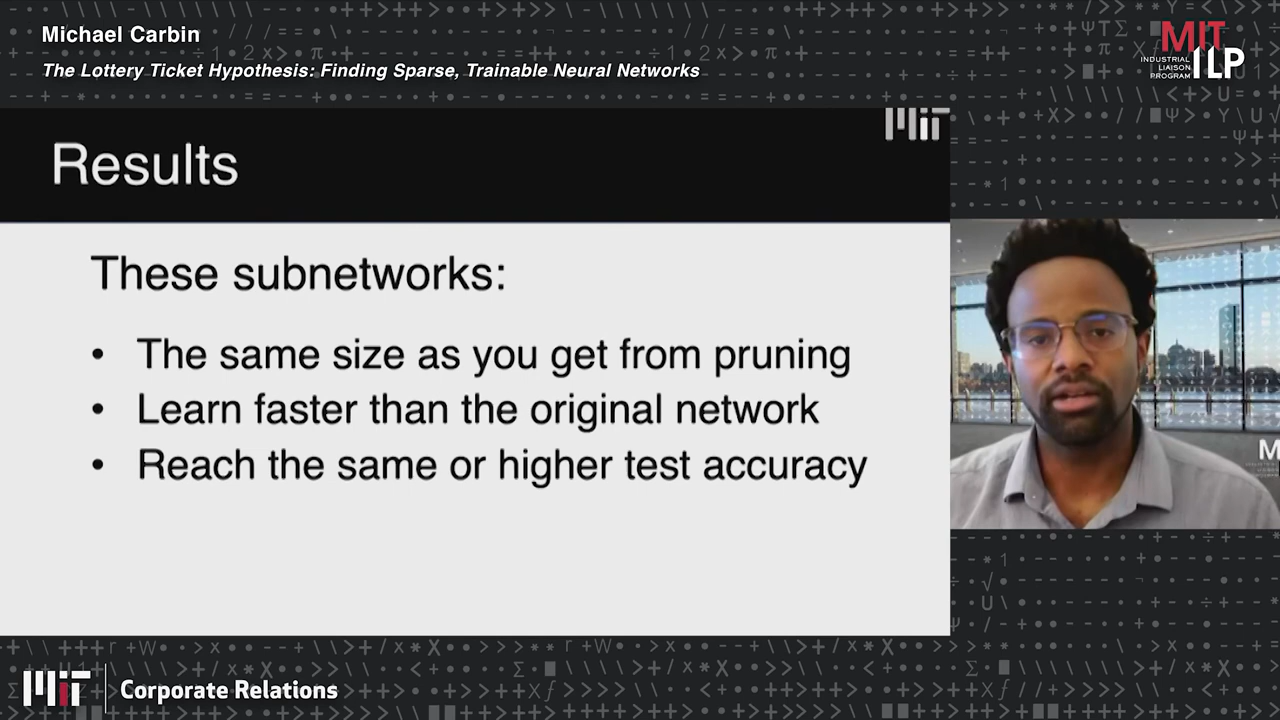 Michael Carbin
The Lottery Ticket Hypothesis: Finding Sparse, Trainable Neural Networks
MIT
INDUSTRIAL
LIAISON
PROGRAM
ILP
MIT
Results
These subnetworks:
• The same size as you get from pruning
• Learn faster than the original network
• Reach the same or higher test accuracy
M
MIT
Corporate Relations